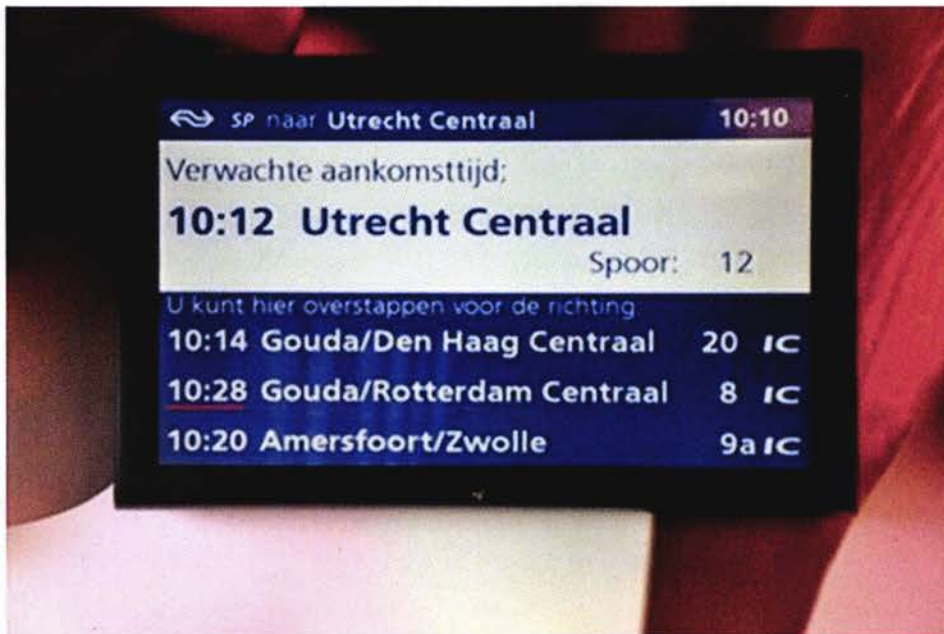 SP naar Utrecht Centraal 10:10
Verwachte aankomsttijd:
10:12 Utrecht Centraal
Spoor: 12
U kunt hier overstappen voor de richting
10:14 Gouda/Den Haag Centraal 20 IC
10:28 Gouda/Rotterdam Centraal 8 IC
10:20 Amersfoort/Zwolle 9a IC